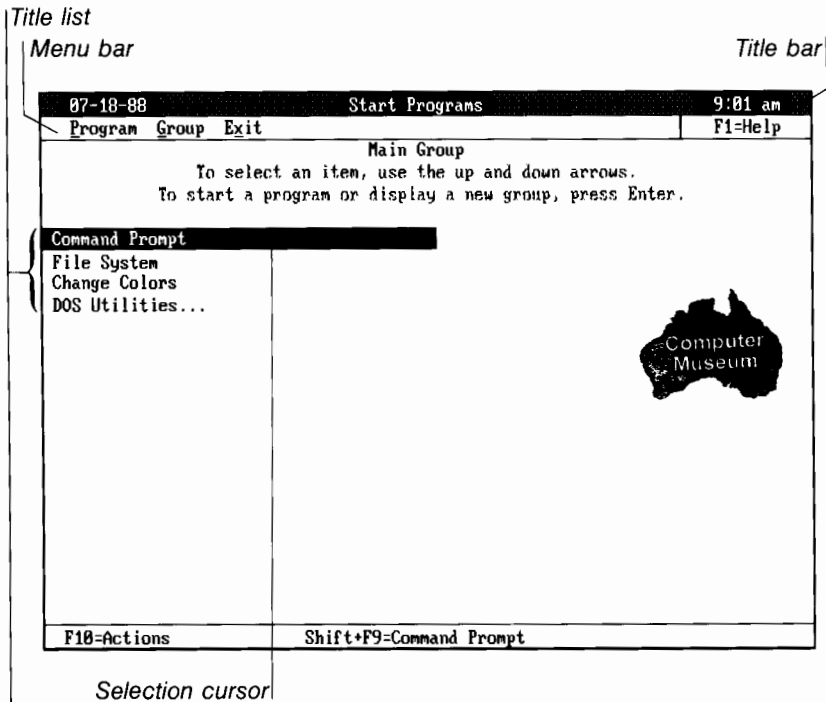 Title list
Menu bar
Title bar
07-18-88 Start Programs 9:01 am
Program Group Exit F1=Help
Main Group
To select an item, use the up and down arrows.
To start a program or display a new group, press Enter.
Command Prompt
File System
Change Colors
DOS Utilities...
Computer
Museum
F10=Actions Shift+F9=Command Prompt
Selection cursor